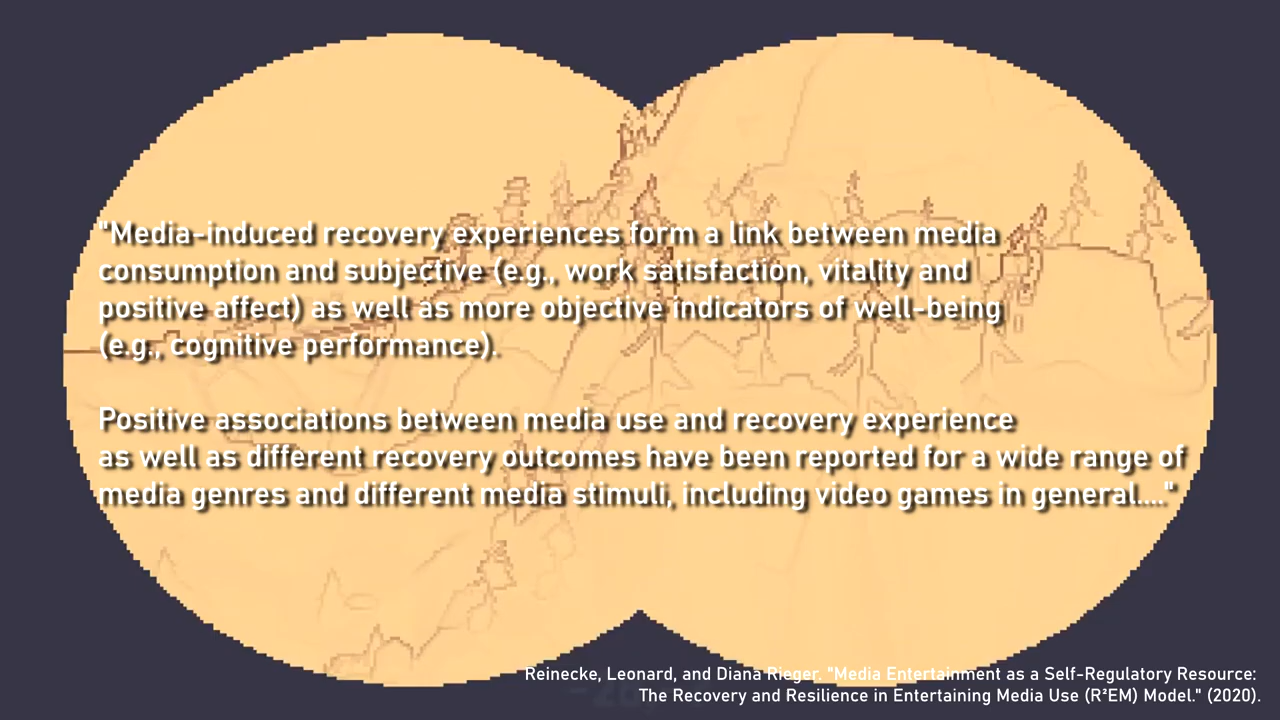 "Media-induced recovery experiences form a link between media
consumption and subjective (e.g., work satisfaction, vitality and
positive affect) as well as more objective indicators of well-being
(e.g., cognitive performance).
Positive associations between media use and recovery experience
as well as different recovery outcomes have been reported for a wide range of
media genres and different media stimuli, including video games in general...."
Reinecke, Leonard, and Diana Rieger. "Media Entertainment as a Self-Regulatory Resource:
The Recovery and Resilience in Entertaining Media Use (R²EM) Model." (2020).